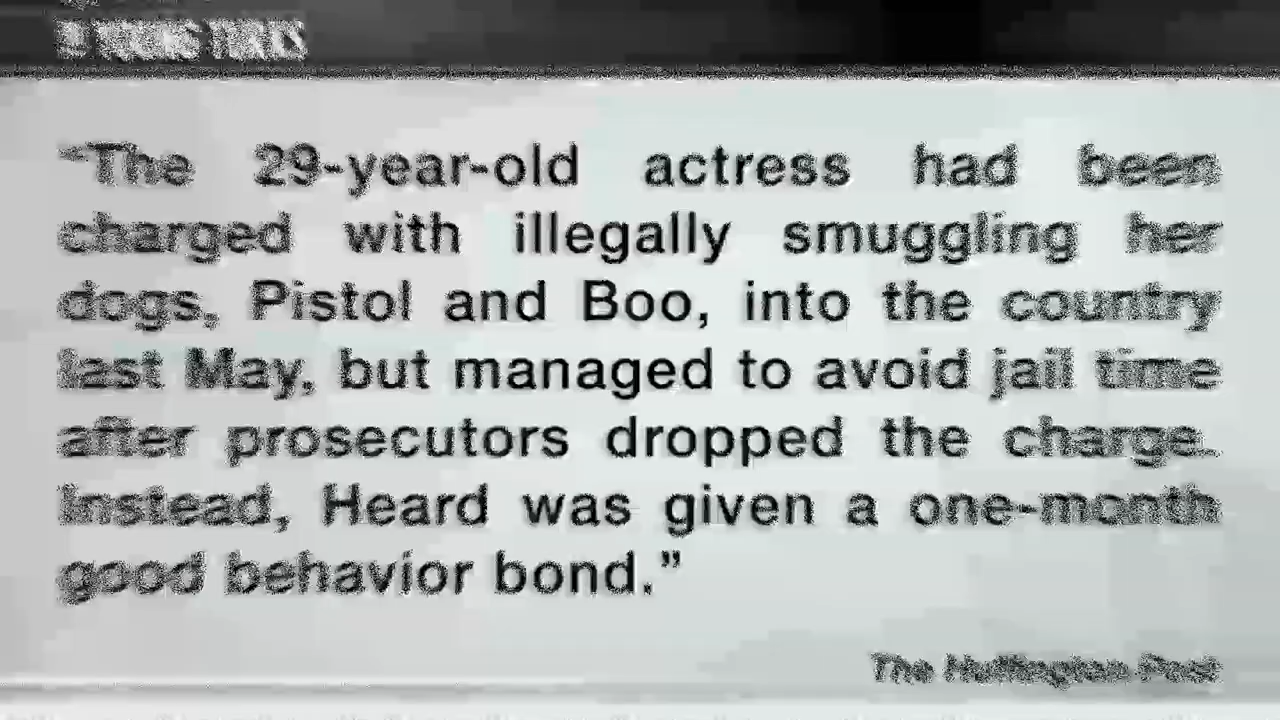 YOUNG TURKS
“The 29-year-old actress had been
charged with illegally smuggling her
dogs, Pistol and Boo, into the country
last May, but managed to avoid jail time
after prosecutors dropped the charge.
Instead, Heard was given a one-month
good behavior bond.”
The Huffington Post